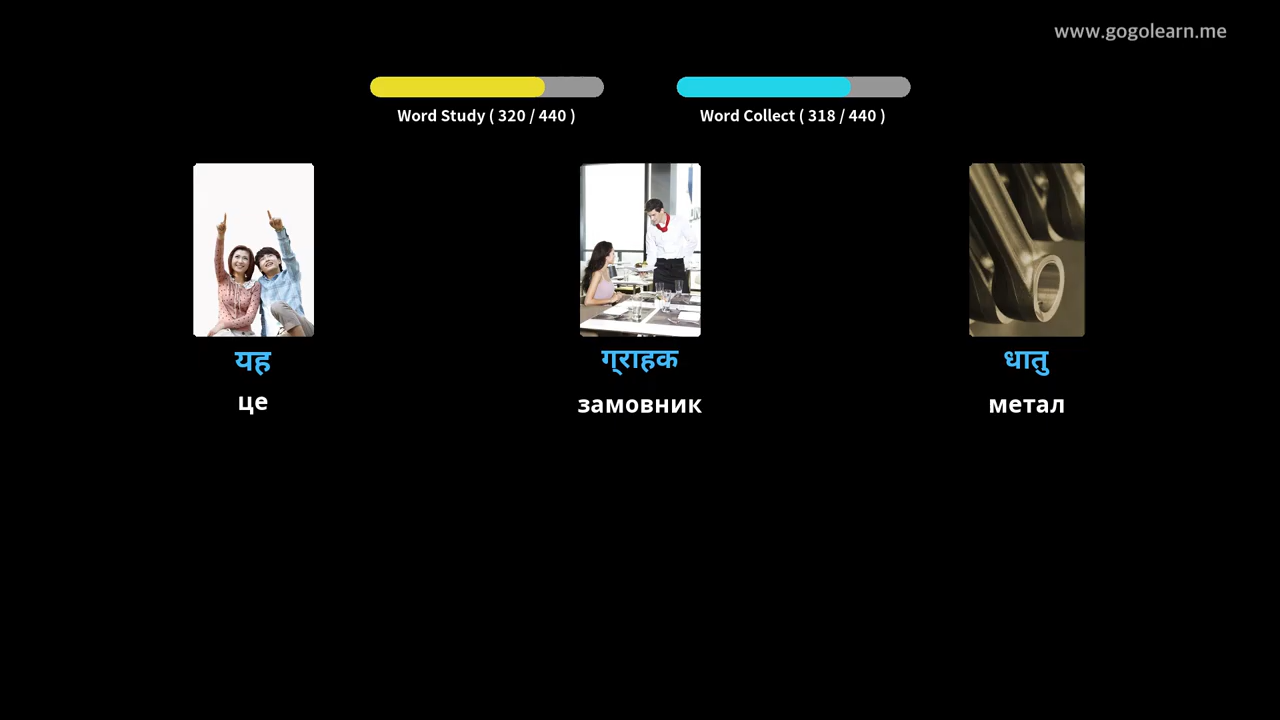 www.gogolearn.me
Word Study ( 320 / 440 )
Word Collect ( 318 / 440 )
यह
ग्राहक
धातु
це
замовник
метал